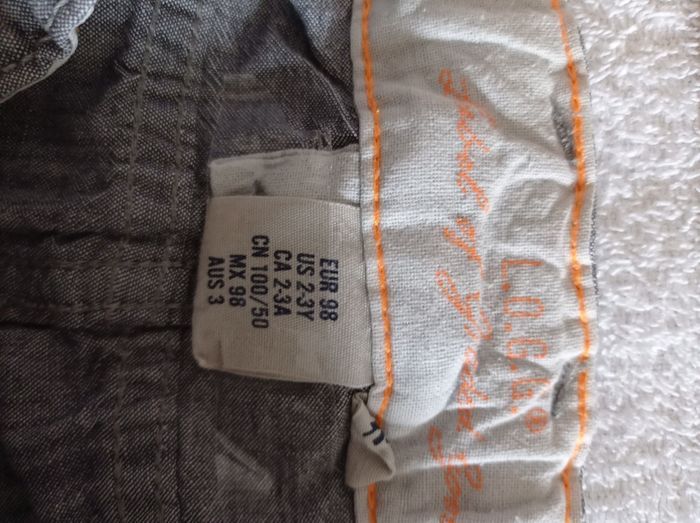 L.O.G.G.®
EUR 98
US 2-3Y
CA 2-3A
CN 100/50
MX 98
AUS 3